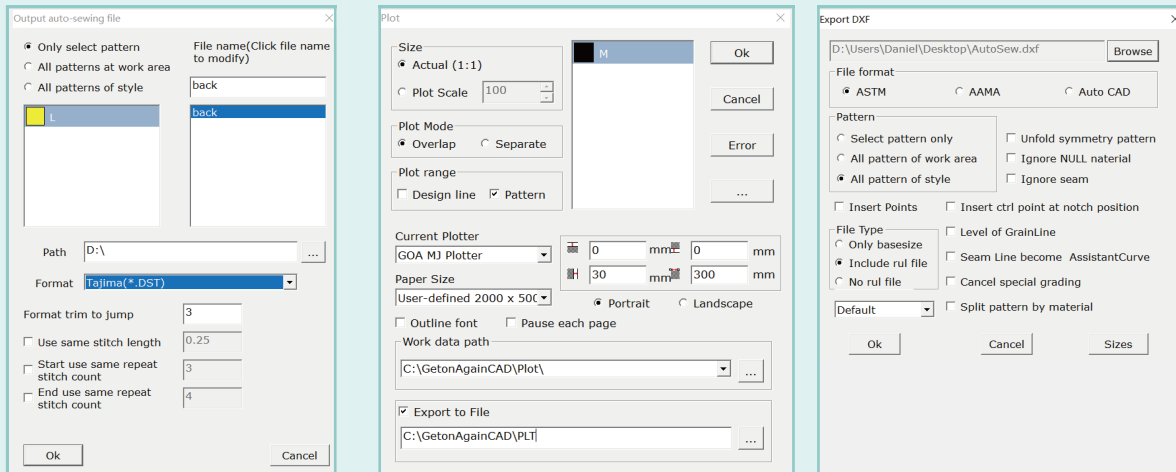 Output auto-sewing file
Only select pattern
All patterns at work area
All patterns of style
File name(Click file name
to modify)
back
L
back
Path
D:\
...
Format
Tajima(*.DST)
Format trim to jump
3
Use same stitch length
0.25
Start use same repeat
stitch count
3
End use same repeat
stitch count
4
Ok
Cancel
Plot
Size
Actual (1:1)
Plot Scale
100
Plot Mode
Overlap
Separate
Plot range
Design line
Pattern
M
Ok
Cancel
Error
...
Current Plotter
GOA MJ Plotter
Paper Size
User-defined 2000 x 500
0
mm
0
mm
30
mm
300
mm
Portrait
Landscape
Outline font
Pause each page
Work data path
C:\GetonAgainCAD\Plot\
...
Export to File
C:\GetonAgainCAD\PLT
...
Export DXF
D:\Users\Daniel\Desktop\AutoSew.dxf
Browse
File format
ASTM
AAMA
Auto CAD
Pattern
Select pattern only
All pattern of work area
All pattern of style
Unfold symmetry pattern
Ignore NULL naterial
Ignore seam
Insert Points
Insert ctrl point at notch position
File Type
Only basesize
Include rul file
No rul file
Level of GrainLine
Seam Line become AssistantCurve
Cancel special grading
Default
Split pattern by material
Ok
Cancel
Sizes